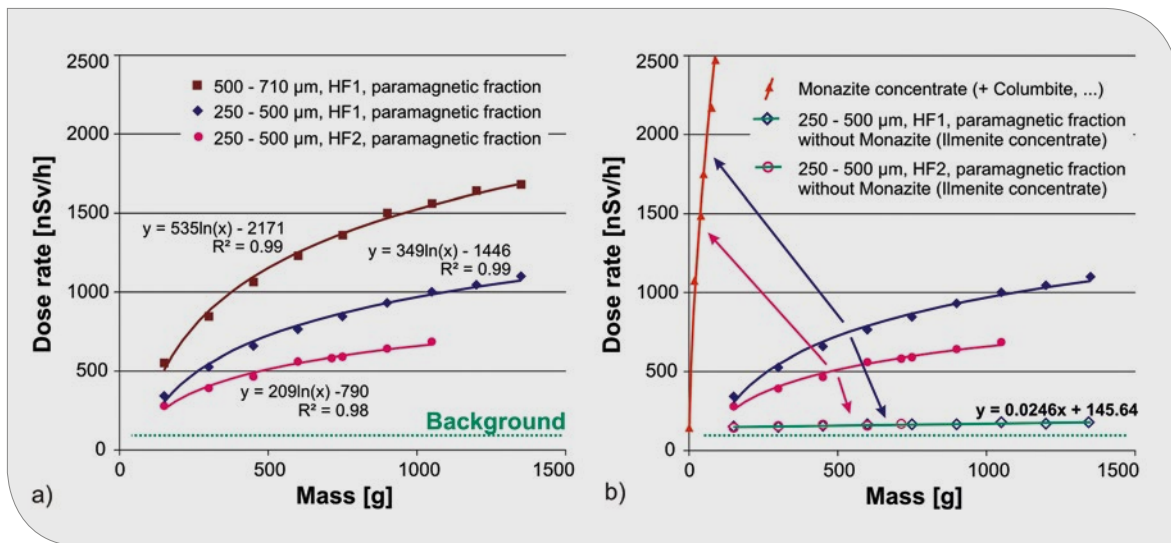 2500
2000
1500
1000
500
0
Dose rate [nSv/h]
500 - 710 µm, HF1, paramagnetic fraction
250 - 500 µm, HF1, paramagnetic fraction
250 - 500 µm, HF2, paramagnetic fraction
y = 535ln(x) - 2171
R² = 0.99
y = 349ln(x) - 1446
R² = 0.99
y = 209ln(x) -790
R² = 0.98
Background
0 500 1000 1500
Mass [g]
a)
2500
2000
1500
1000
500
0
Dose rate [nSv/h]
Monazite concentrate (+ Columbite, ...)
250 - 500 µm, HF1, paramagnetic fraction
without Monazite (Ilmenite concentrate)
250 - 500 µm, HF2, paramagnetic fraction
without Monazite (Ilmenite concentrate)
y = 0.0246x + 145.64
0 500 1000 1500
Mass [g]
b)